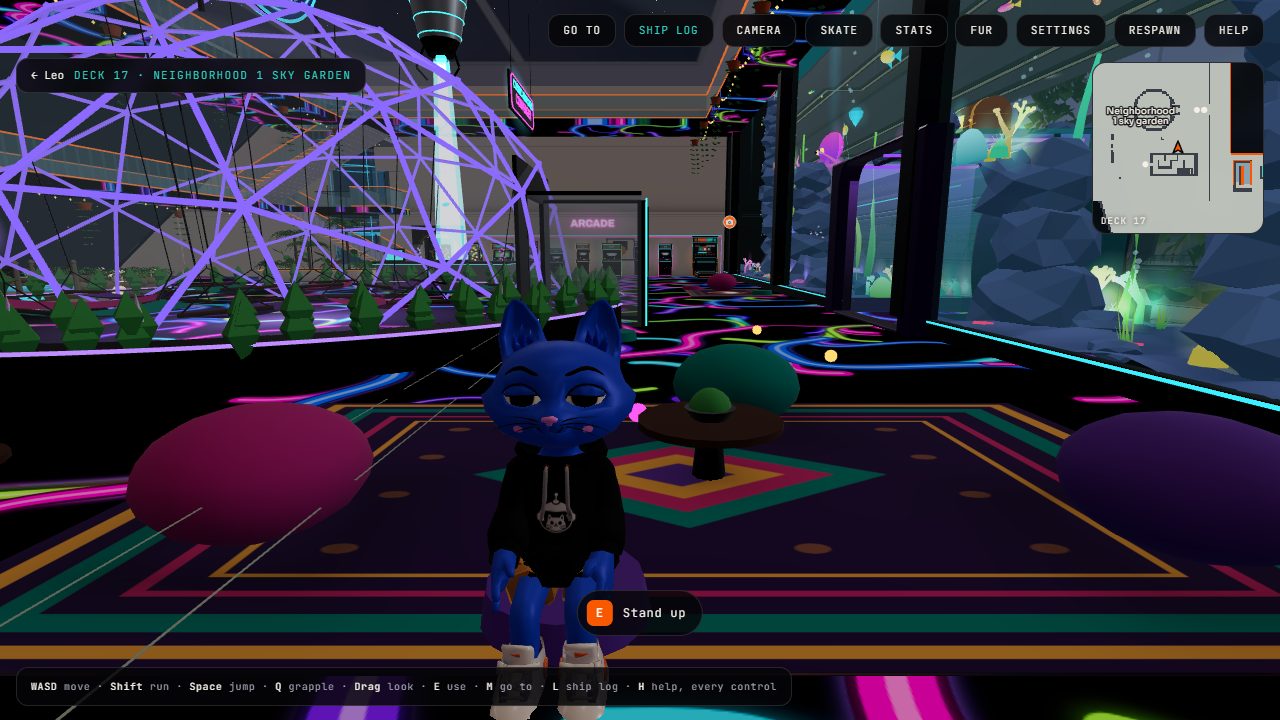 GO TO
SHIP LOG
CAMERA
SKATE
STATS
FUR
SETTINGS
RESPAWN
HELP
← Leo DECK 17 · NEIGHBORHOOD 1 SKY GARDEN
Neighborhood
1 sky garden
DECK 17
ARCADE
E Stand up
WASD move · Shift run · Space jump · Q grapple · Drag look · E use · M go to · L ship log · H help, every control